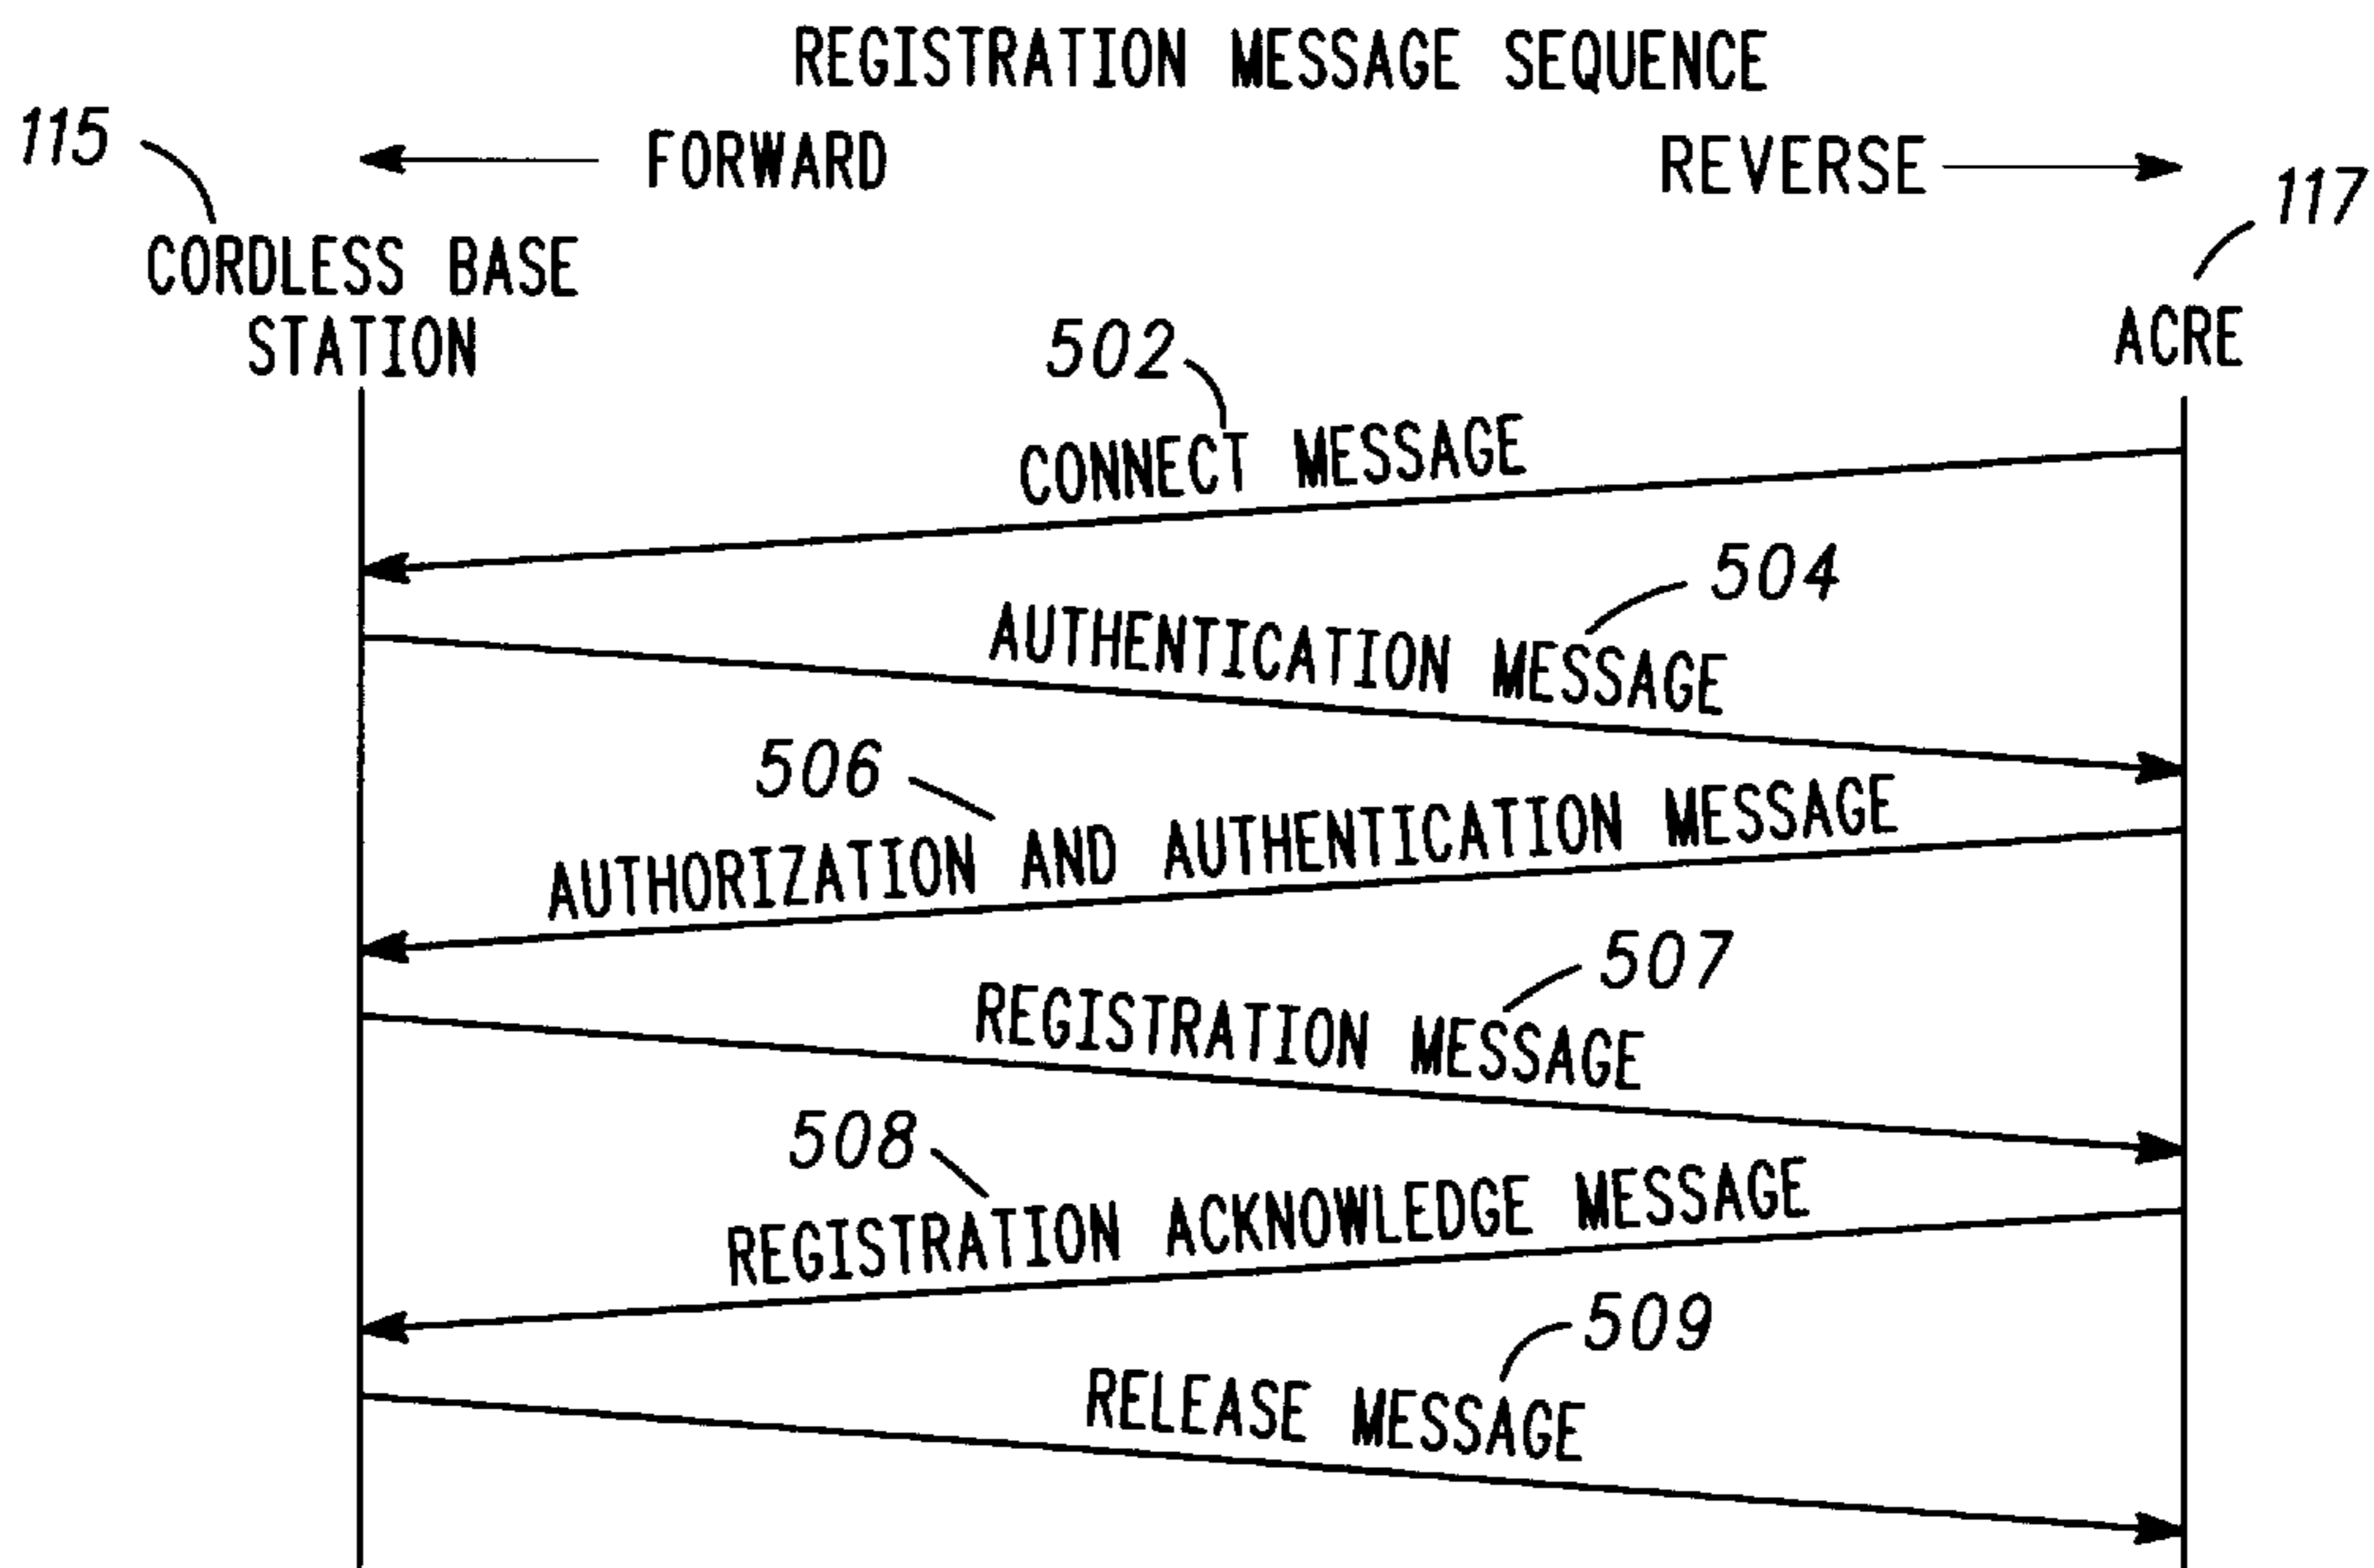 REGISTRATION MESSAGE SEQUENCE
115
FORWARD
REVERSE
117
CORDLESS BASE
STATION
ACRE
502
CONNECT MESSAGE
504
AUTHENTICATION MESSAGE
506
AUTHORIZATION AND AUTHENTICATION MESSAGE
507
REGISTRATION MESSAGE
508
REGISTRATION ACKNOWLEDGE MESSAGE
509
RELEASE MESSAGE